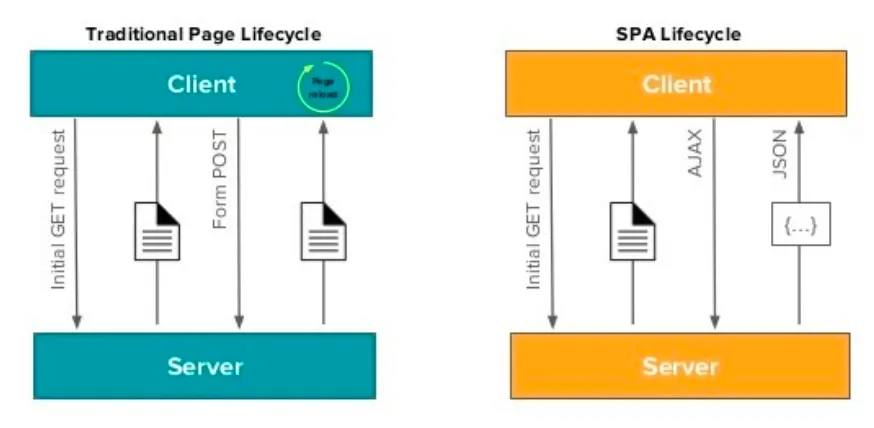 Traditional Page Lifecycle
Client
Page
reload
Initial GET request
Form POST
Server
SPA Lifecycle
Client
Initial GET request
AJAX
JSON
{...}
Server